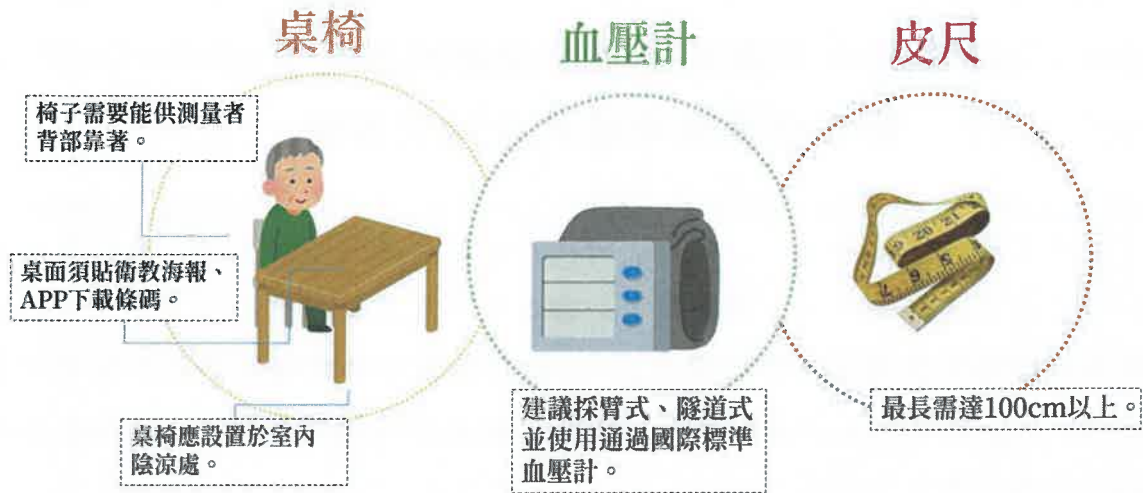 桌椅
椅子需要能供測量者
背部靠著。
桌面須貼衛教海報、
APP下載條碼。
桌椅應設置於室內
陰涼處。
血壓計
建議採臂式、隧道式
並使用通過國際標準
血壓計。
皮尺
最長需達100cm以上。